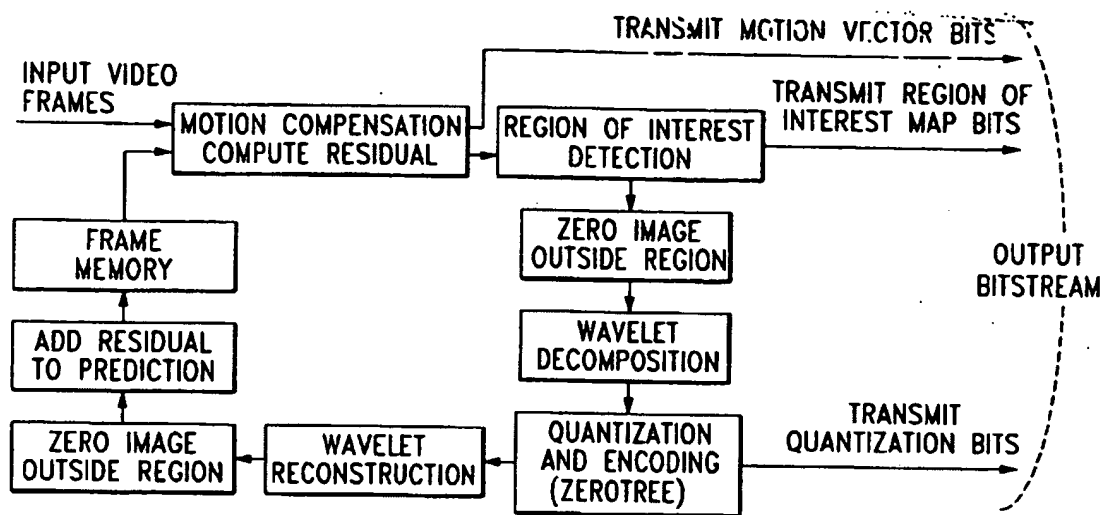 TRANSMIT MOTION VECTOR BITS
INPUT VIDEO
FRAMES
TRANSMIT REGION OF
INTEREST MAP BITS
MOTION COMPENSATION
COMPUTE RESIDUAL
REGION OF INTEREST
DETECTION
ZERO IMAGE
OUTSIDE REGION
FRAME
MEMORY
OUTPUT
BITSTREAM
WAVELET
DECOMPOSITION
ADD RESIDUAL
TO PREDICTION
TRANSMIT
QUANTIZATION BITS
QUANTIZATION
AND ENCODING
(ZEROTREE)
WAVELET
RECONSTRUCTION
ZERO IMAGE
OUTSIDE REGION